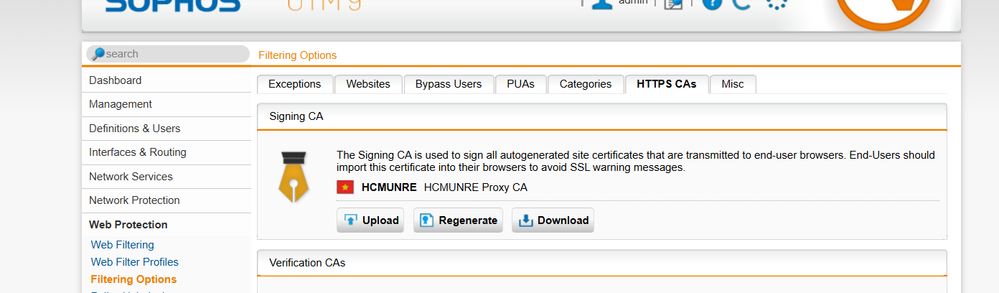 SOPHOS UTM 9
admin
search
Filtering Options
Dashboard
Management
Definitions & Users
Interfaces & Routing
Network Services
Network Protection
Web Protection
Web Filtering
Web Filter Profiles
Filtering Options
Exceptions Websites Bypass Users PUAs Categories HTTPS CAs Misc
Signing CA
The Signing CA is used to sign all autogenerated site certificates that are transmitted to end-user browsers. End-Users should
import this certificate into their browsers to avoid SSL warning messages.
HCMUNRE HCMUNRE Proxy CA
Upload Regenerate Download
Verification CAs